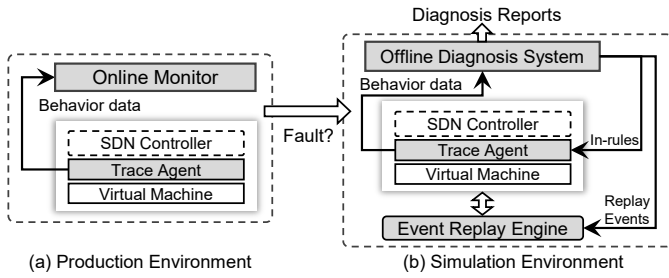 Diagnosis Reports
Online Monitor
Behavior data
SDN Controller
Trace Agent
Virtual Machine
Fault?
Offline Diagnosis System
Behavior data
SDN Controller
In-rules
Trace Agent
Virtual Machine
Replay
Events
Event Replay Engine
(a) Production Environment
(b) Simulation Environment